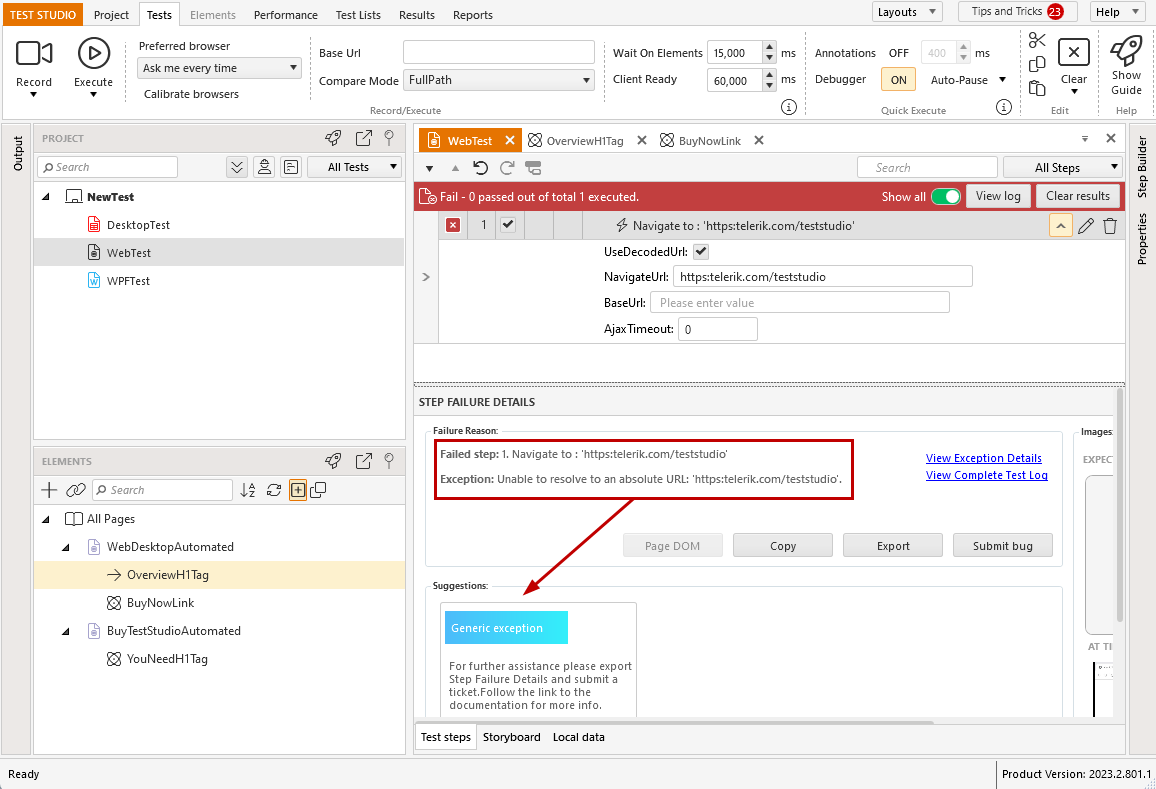 TEST STUDIO Project Tests Elements Performance Test Lists Results Reports Layouts Tips and Tricks 23 Help
Record
Execute
Preferred browser
Ask me every time
Calibrate browsers
Base Url
Compare Mode FullPath
Record/Execute
Wait On Elements 15,000 ms
Client Ready 60,000 ms
Annotations OFF 400 ms
Debugger ON Auto-Pause
Quick Execute
Clear
Edit
Show
Guide
Help
Output
PROJECT
Search All Tests
NewTest
DesktopTest
WebTest
WPFTest
ELEMENTS
Search
All Pages
WebDesktopAutomated
OverviewH1Tag
BuyNowLink
BuyTestStudioAutomated
YouNeedH1Tag
WebTest OverviewH1Tag BuyNowLink
Search All Steps
Fail - 0 passed out of total 1 executed. Show all View log Clear results
1 Navigate to : 'https:telerik.com/teststudio'
UseDecodedUrl:
NavigateUrl: https:telerik.com/teststudio
BaseUrl: Please enter value
AjaxTimeout: 0
STEP FAILURE DETAILS
Failure Reason:
Failed step: 1. Navigate to : 'https:telerik.com/teststudio'
Exception: Unable to resolve to an absolute URL: 'https:telerik.com/teststudio'.
View Exception Details
View Complete Test Log
Page DOM Copy Export Submit bug
Images:
EXPECT
AT TI
Suggestions:
Generic exception
For further assistance please export
Step Failure Details and submit a
ticket.Follow the link to the
documentation for more info.
Test steps Storyboard Local data
Step Builder
Properties
Ready Product Version: 2023.2.801.1